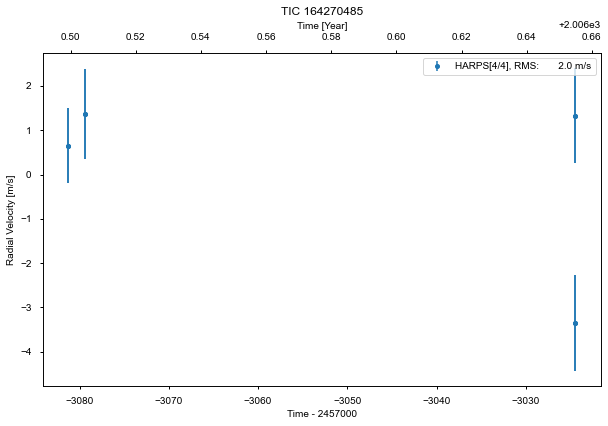 TIC 164270485
Time [Year]
+2.006e3
0.50 0.52 0.54 0.56 0.58 0.60 0.62 0.64 0.66
HARPS[4/4], RMS: 2.0 m/s
2
1
0
−1
−2
−3
−4
Radial Velocity [m/s]
−3080 −3070 −3060 −3050 −3040 −3030
Time - 2457000